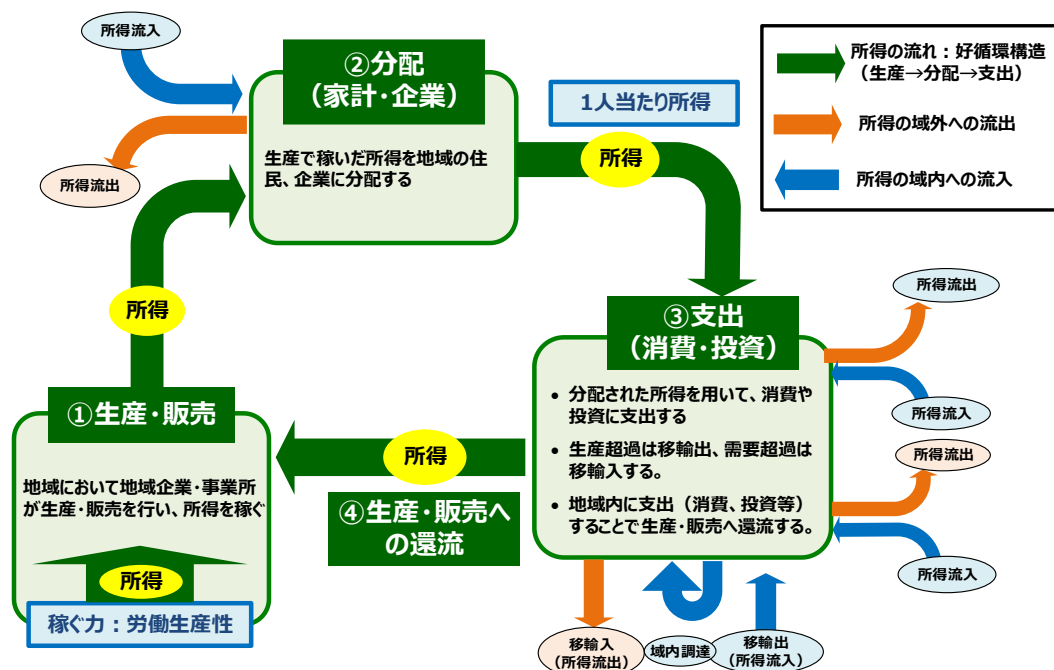 所得流入
②分配
（家計・企業）
1人当たり所得
生産で稼いだ所得を地域の住
民、企業に分配する
所得
所得流出
所得の流れ：好循環構造
（生産→分配→支出）
所得の域外への流出
所得の域内への流入
所得
③支出
（消費・投資）
• 分配された所得を用いて、消費や
投資に支出する
• 生産超過は移輸出、需要超過は
移輸入する。
• 地域内に支出（消費、投資等）
することで生産・販売へ還流する。
所得流出
所得流入
所得流出
所得流入
①生産・販売
地域において地域企業・事業所
が生産・販売を行い、所得を稼ぐ
所得
稼ぐ力：労働生産性
所得
④生産・販売へ
の還流
移輸入
（所得流出）
域内調達
移輸出
（所得流入）